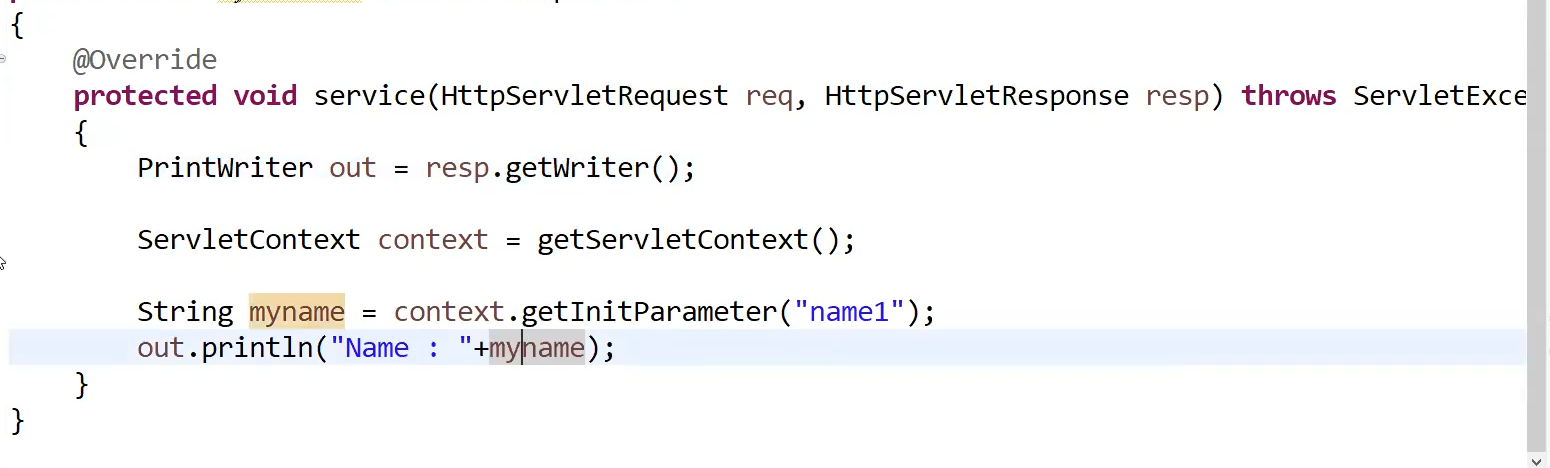 {
@Override
protected void service(HttpServletRequest req, HttpServletResponse resp) throws ServletExce
{
PrintWriter out = resp.getWriter();
ServletContext context = getServletContext();
String myname = context.getInitParameter("name1");
out.println("Name : "+myname);
}
}